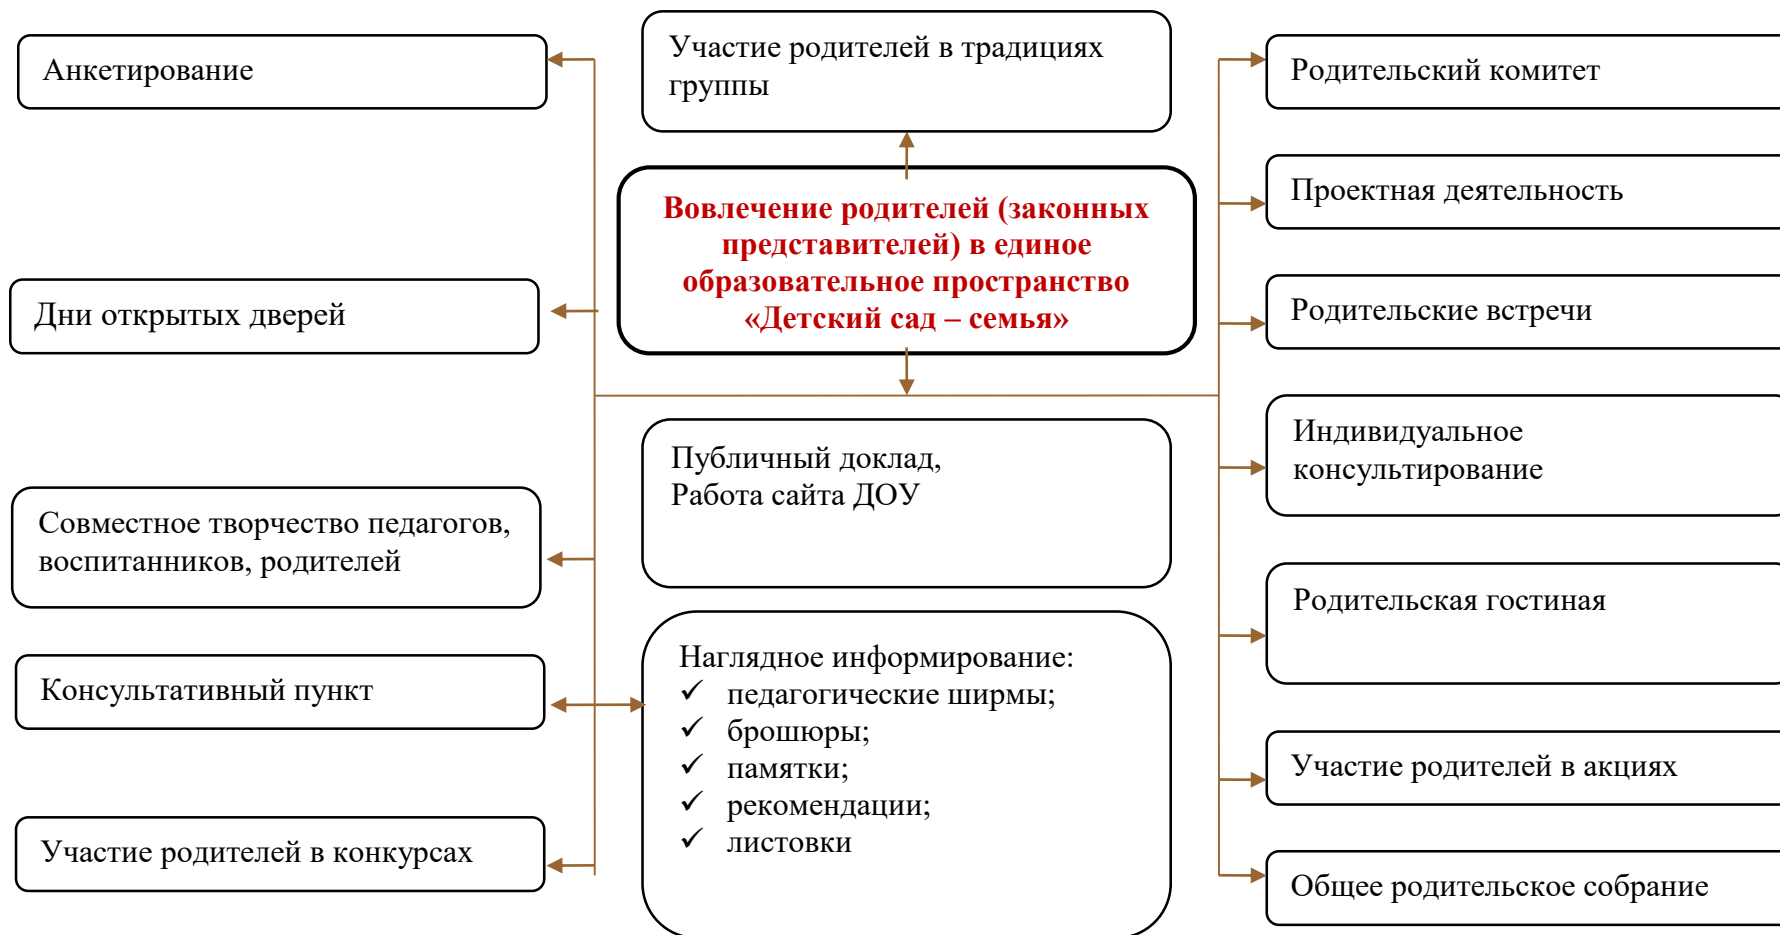 Анкетирование
Дни открытых дверей
Совместное творчество педагогов,
воспитанников, родителей
Консультативный пункт
Участие родителей в конкурсах
Участие родителей в традициях
группы
Вовлечение родителей (законных
представителей) в единое
образовательное пространство
«Детский сад – семья»
Публичный доклад,
Работа сайта ДОУ
Наглядное информирование:
✓ педагогические ширмы;
✓ брошюры;
✓ памятки;
✓ рекомендации;
✓ листовки
Родительский комитет
Проектная деятельность
Родительские встречи
Индивидуальное
консультирование
Родительская гостиная
Участие родителей в акциях
Общее родительское собрание